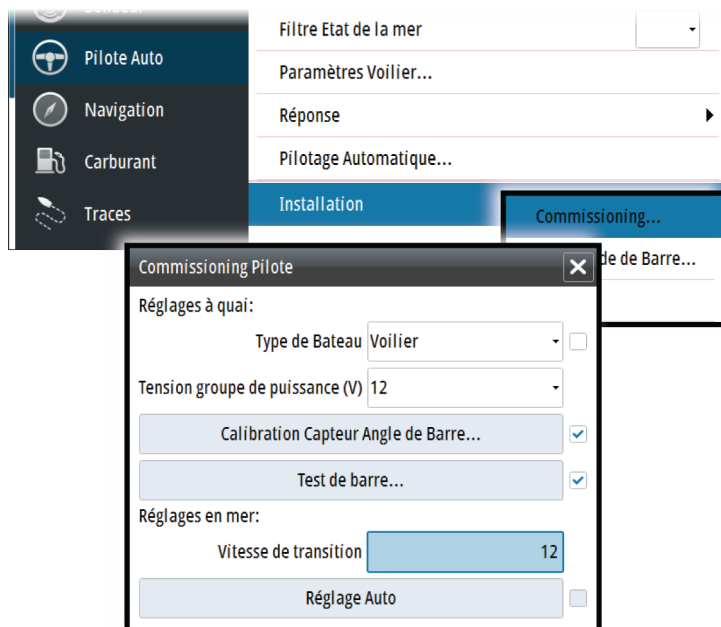 Filtre Etat de la mer
Pilote Auto
Paramètres Voilier...
Navigation
Réponse
Carburant
Pilotage Automatique...
Traces
Installation
Commissioning...
de de Barre...
Commissioning Pilote
Réglages à quai:
Type de Bateau Voilier
Tension groupe de puissance (V) 12
Calibration Capteur Angle de Barre...
Test de barre...
Réglages en mer:
Vitesse de transition 12
Réglage Auto